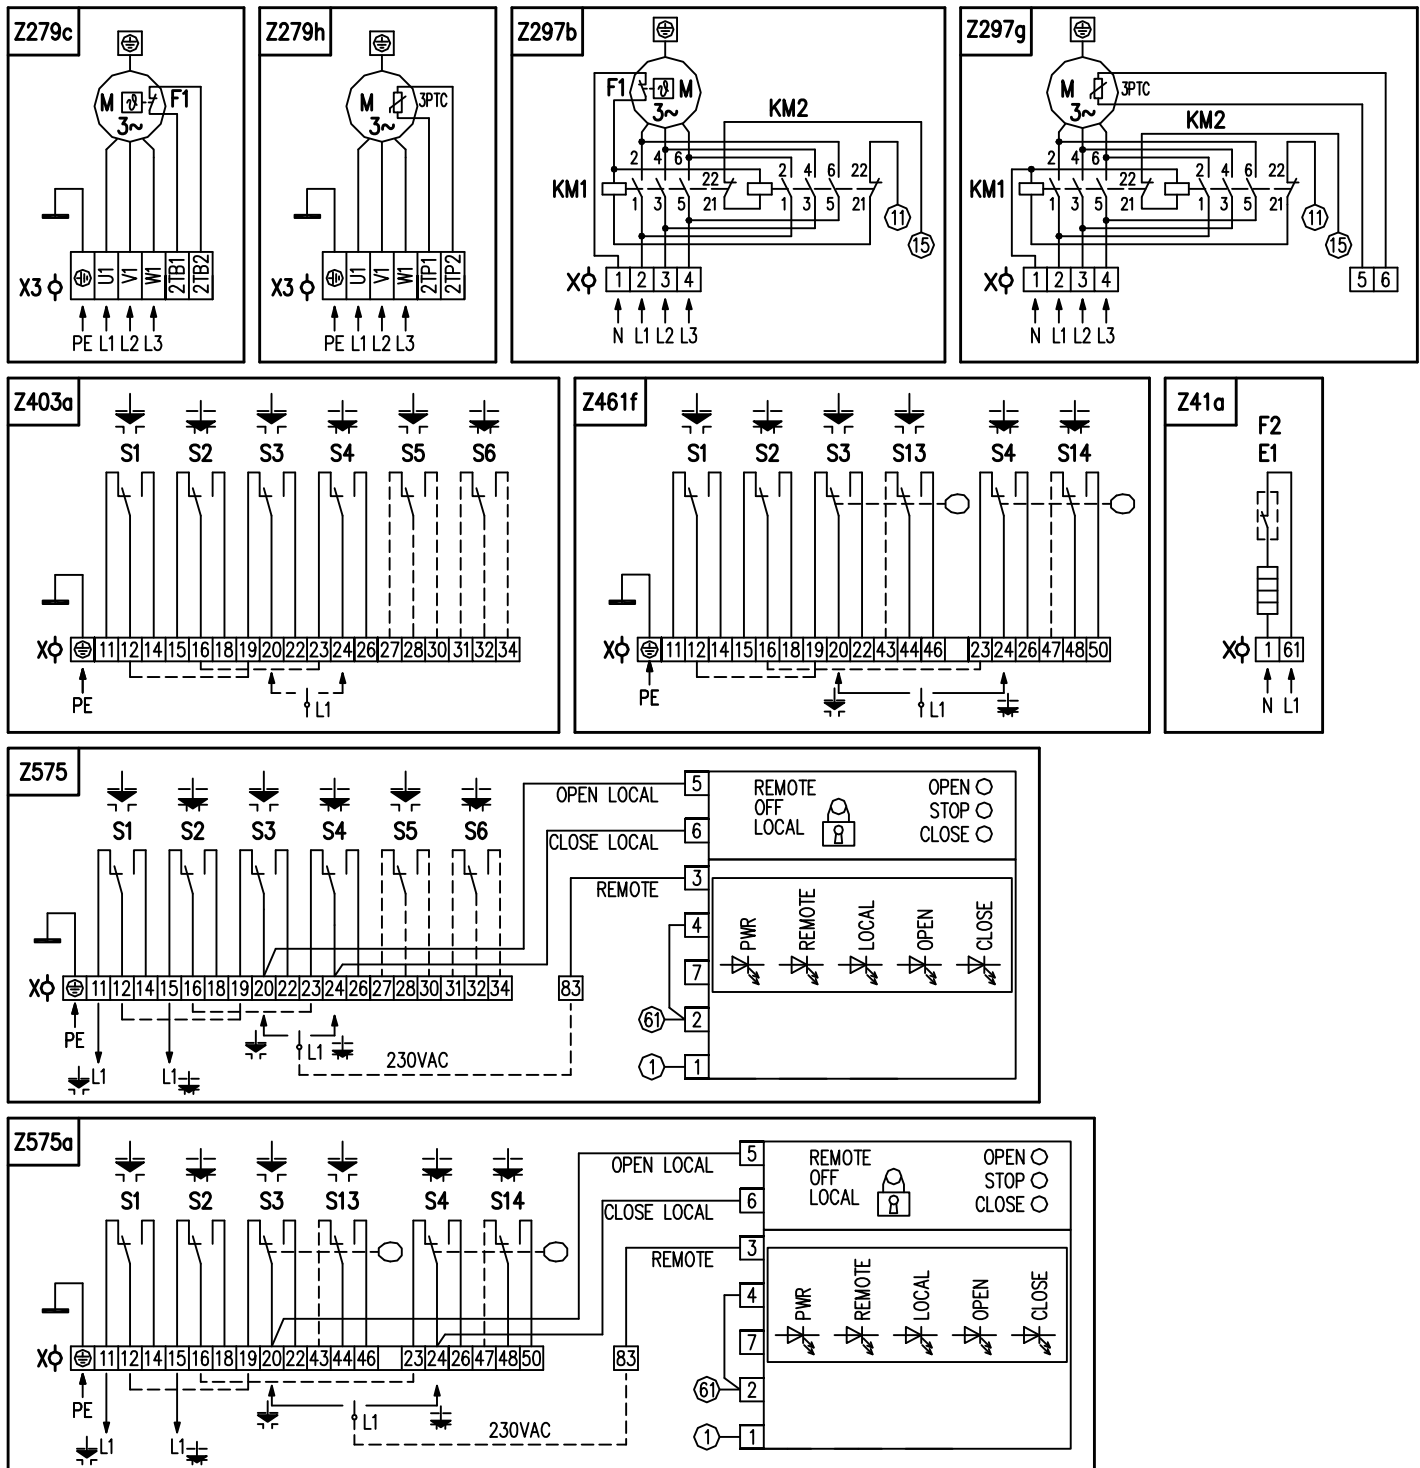 Z279c
M
ϑ
F1
3~
X3
U1
V1
W1
2TB1
2TB2
PE L1 L2 L3
Z279h
M
3PTC
3~
X3
U1
V1
W1
2TP1
2TP2
PE L1 L2 L3
Z297b
F1
ϑ
M
3~
KM2
2 4 6 22 2 4 6 22
KM1
1 3 5 21 1 3 5 21
11
15
X
1 2 3 4
N L1 L2 L3
Z297g
M
3PTC
3~
KM2
2 4 6 22 2 4 6 22
KM1
1 3 5 21 1 3 5 21
11
15
X
1 2 3 4
5 6
N L1 L2 L3
Z403a
S1 S2 S3 S4 S5 S6
X
11 12 14 15 16 18 19 20 22 23 24 26 27 28 30 31 32 34
PE
L1
Z461f
S1 S2 S3 S13 S4 S14
X
11 12 14 15 16 18 19 20 22 43 44 46 23 24 26 47 48 50
PE
L1
Z41a
F2
E1
X
1 61
N L1
Z575
S1 S2 S3 S4 S5 S6
OPEN LOCAL
CLOSE LOCAL
REMOTE
5
6
3
4
7
2
1
REMOTE
OFF
LOCAL
OPEN
STOP
CLOSE
PWR
REMOTE
LOCAL
OPEN
CLOSE
X
11 12 14 15 16 18 19 20 22 23 24 26 27 28 30 31 32 34
83
61
1
PE
L1
L1
L1
230VAC
Z575a
S1 S2 S3 S13 S4 S14
OPEN LOCAL
CLOSE LOCAL
REMOTE
5
6
3
4
7
2
1
REMOTE
OFF
LOCAL
OPEN
STOP
CLOSE
PWR
REMOTE
LOCAL
OPEN
CLOSE
X
11 12 14 15 16 18 19 20 22 43 44 46 23 24 26 47 48 50
83
61
1
PE
L1
L1
L1
230VAC